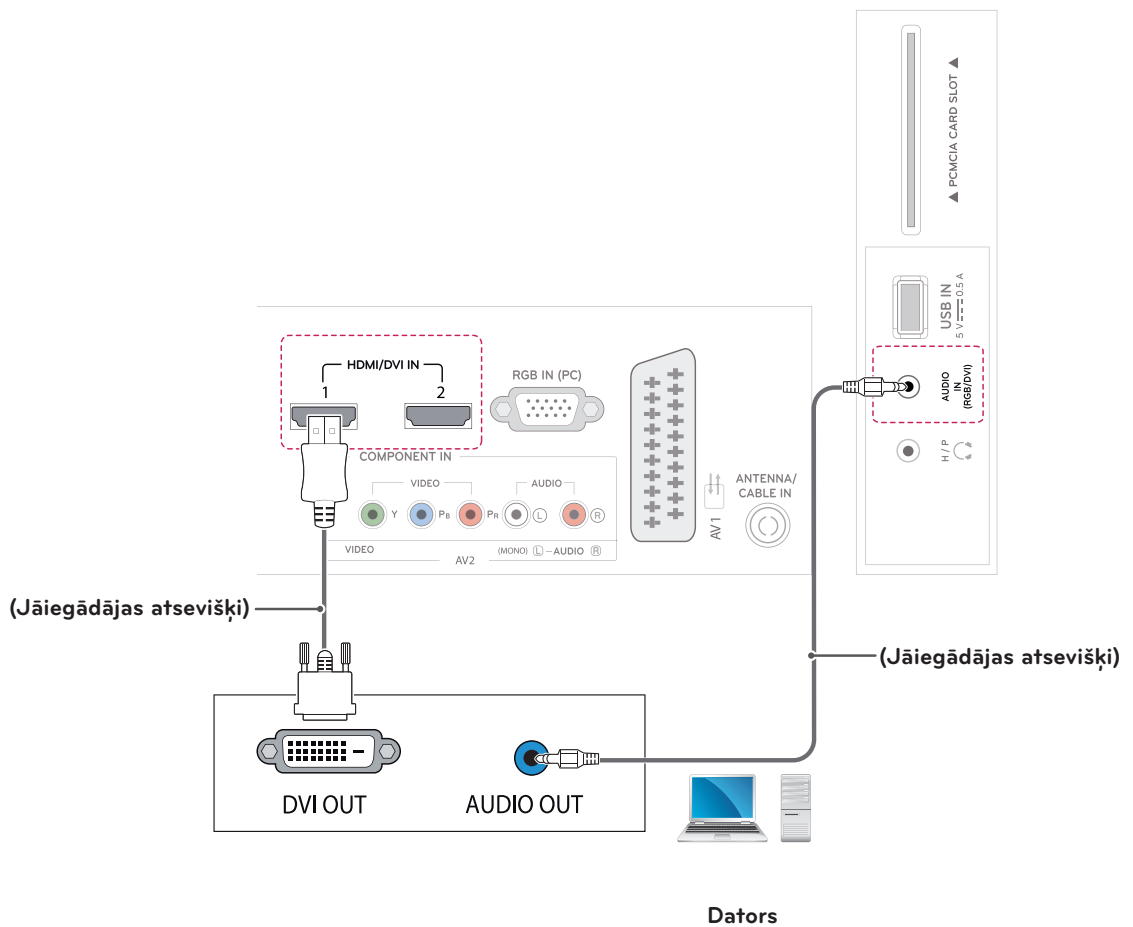 ▲ PCMCIA CARD SLOT ▲
USB IN
5 V 0.5 A
AUDIO
IN
(RGB/DVI)
H / P
HDMI/DVI IN
1
2
RGB IN (PC)
COMPONENT IN
VIDEO
AUDIO
Y
PB
PR
L
R
VIDEO
AV2
(MONO) L - AUDIO R
AV1
ANTENNA/
CABLE IN
(Jāiegādājas atsevišķi)
(Jāiegādājas atsevišķi)
DVI OUT
AUDIO OUT
Dators